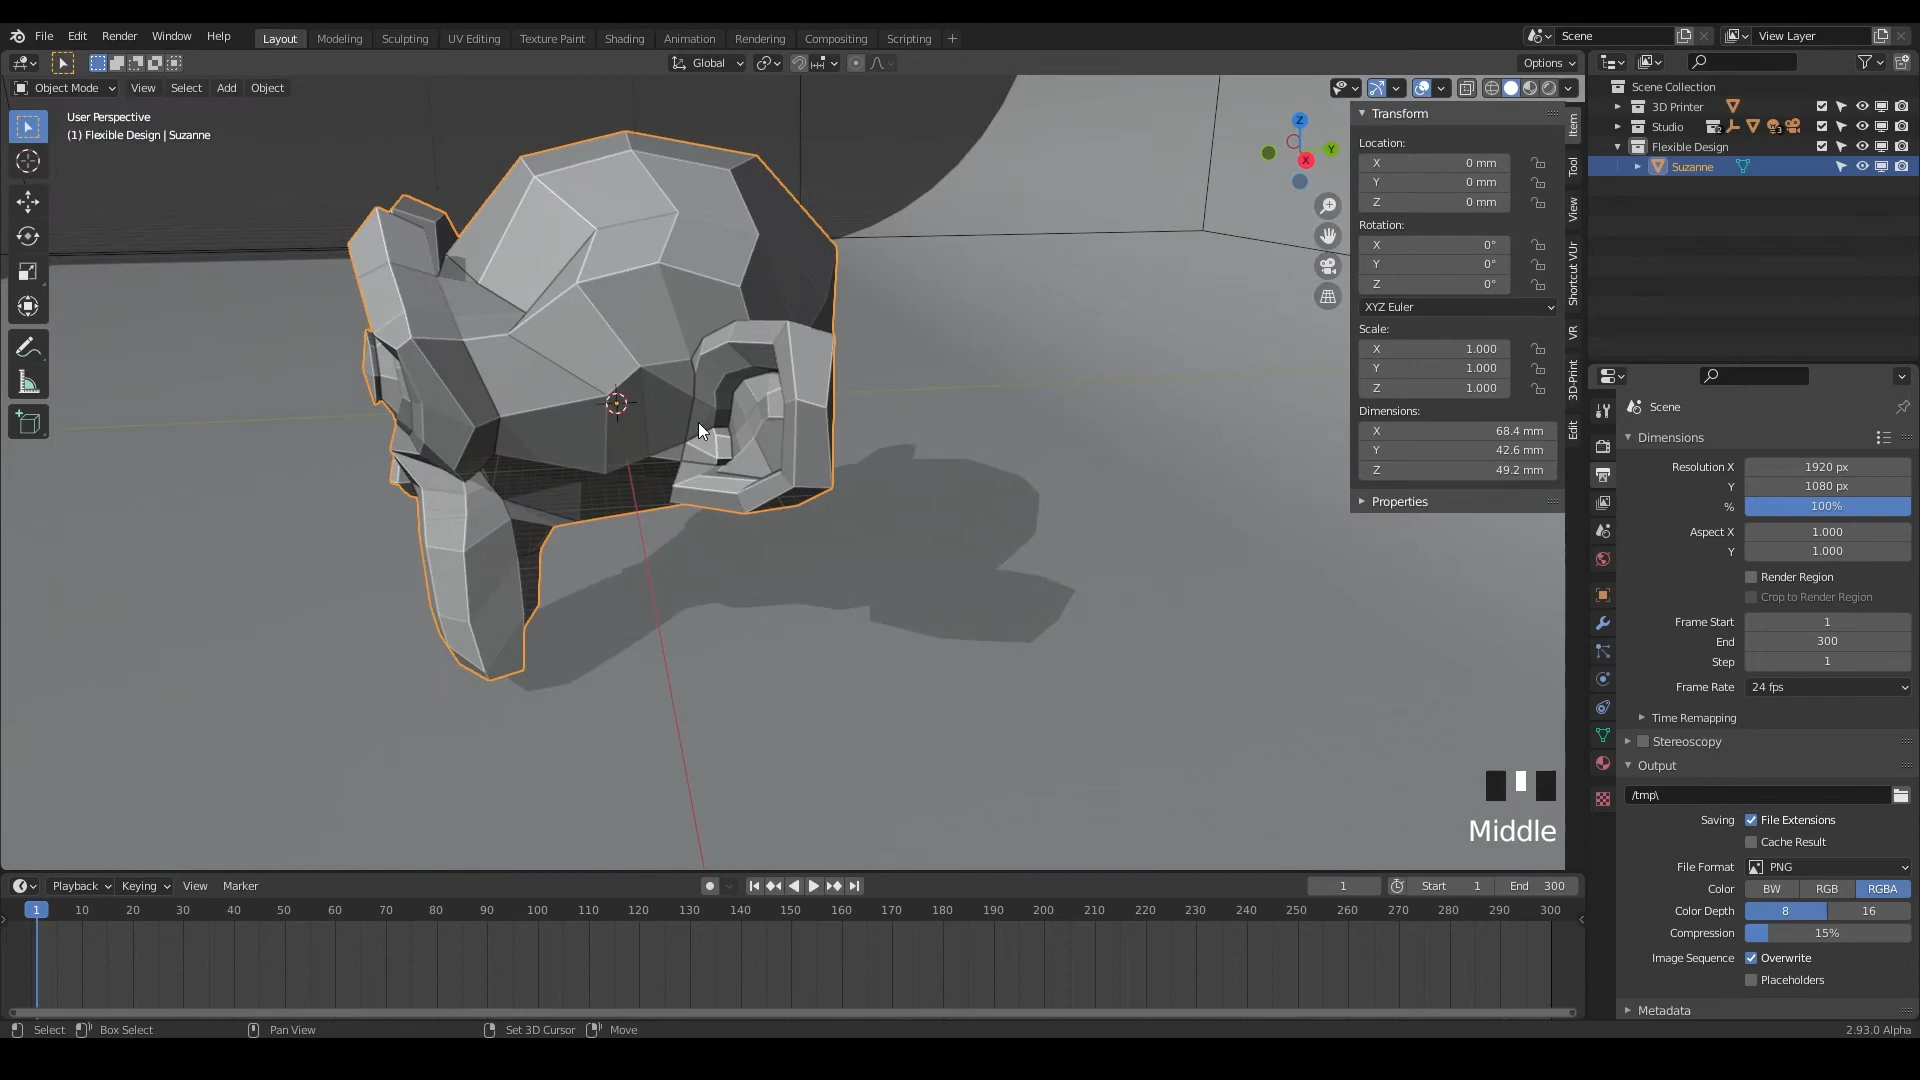 File Edit Render Window Help Layout Modeling Sculpting UV Editing Texture Paint Shading Animation Rendering Compositing Scripting + Scene View Layer
Global Options
Object Mode View Select Add Object
User Perspective
(1) Flexible Design | Suzanne
Z
Y
X
Transform
Location:
X 0 mm
Y 0 mm
Z 0 mm
Rotation:
X 0°
Y 0°
Z 0°
XYZ Euler
Scale:
X 1.000
Y 1.000
Z 1.000
Dimensions:
X 68.4 mm
Y 42.6 mm
Z 49.2 mm
Properties
Item
Tool
View
Shortcut VUr
VR
3D-Print
Edit
Scene Collection
3D Printer
Studio 2 3
Flexible Design
Suzanne
Scene
Dimensions
Resolution X 1920 px
Y 1080 px
% 100%
Aspect X 1.000
Y 1.000
Render Region
Crop to Render Region
Frame Start 1
End 300
Step 1
Frame Rate 24 fps
Time Remapping
Stereoscopy
Output
/tmp\
Saving File Extensions
Cache Result
File Format PNG
Color BW RGB RGBA
Color Depth 8 16
Compression 15%
Image Sequence Overwrite
Placeholders
Metadata
Middle
Playback Keying View Marker 1 Start 1 End 300
1 10 20 30 40 50 60 70 80 90 100 110 120 130 140 150 160 170 180 190 200 210 220 230 240 250 260 270 280 290 300
Select Box Select Pan View Set 3D Cursor Move 2.93.0 Alpha